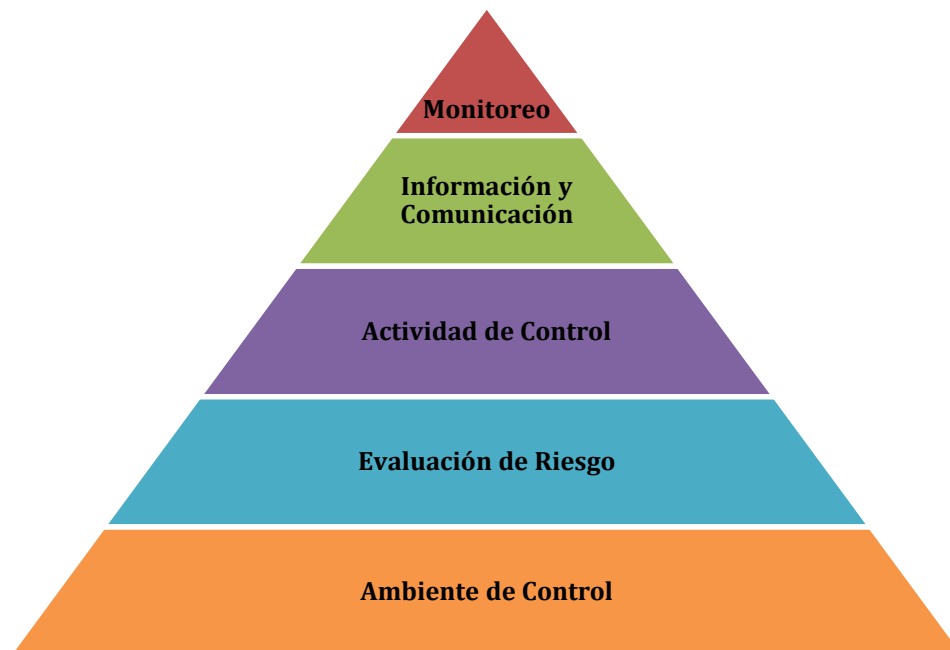 Monitoreo
Información y
Comunicación
Actividad de Control
Evaluación de Riesgo
Ambiente de Control